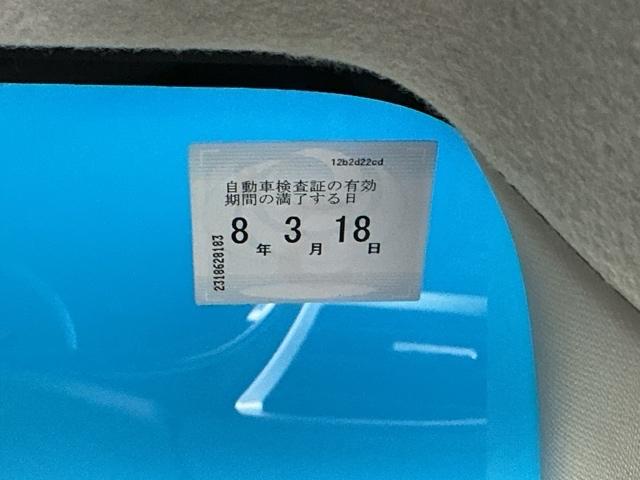 12b2d22cd
自動車検査証の有効
期間の満了する日
8年3月18日
2318628183